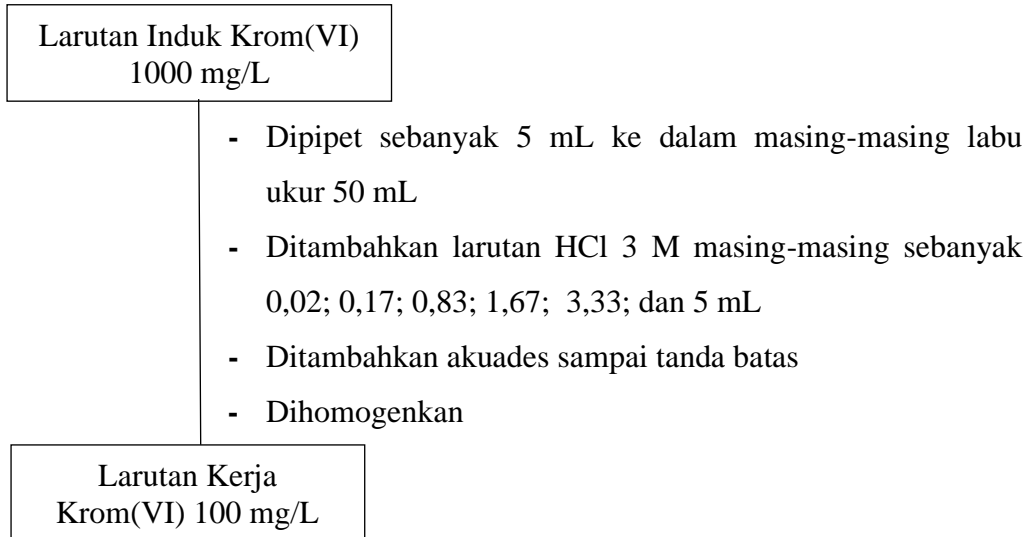 Larutan Induk Krom(VI)
1000 mg/L
- Dipipet sebanyak 5 mL ke dalam masing-masing labu
ukur 50 mL
- Ditambahkan larutan HCl 3 M masing-masing sebanyak
0,02; 0,17; 0,83; 1,67; 3,33; dan 5 mL
- Ditambahkan akuades sampai tanda batas
- Dihomogenkan
Larutan Kerja
Krom(VI) 100 mg/L